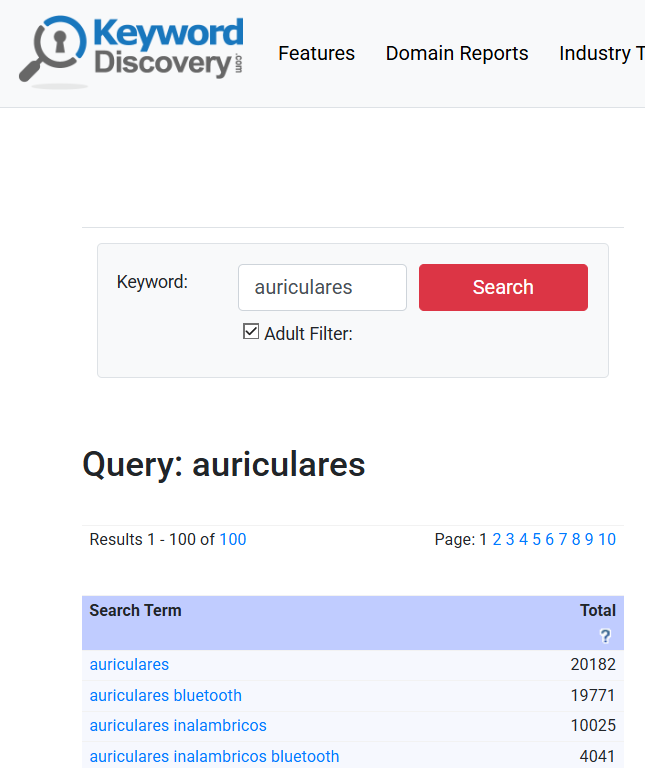 Keyword
Discovery.com
Features Domain Reports Industry T
Keyword: auriculares Search
Adult Filter:
Query: auriculares
Results 1 - 100 of 100 Page: 1 2 3 4 5 6 7 8 9 10
Search Term Total
?
auriculares 20182
auriculares bluetooth 19771
auriculares inalambricos 10025
auriculares inalambricos bluetooth 4041